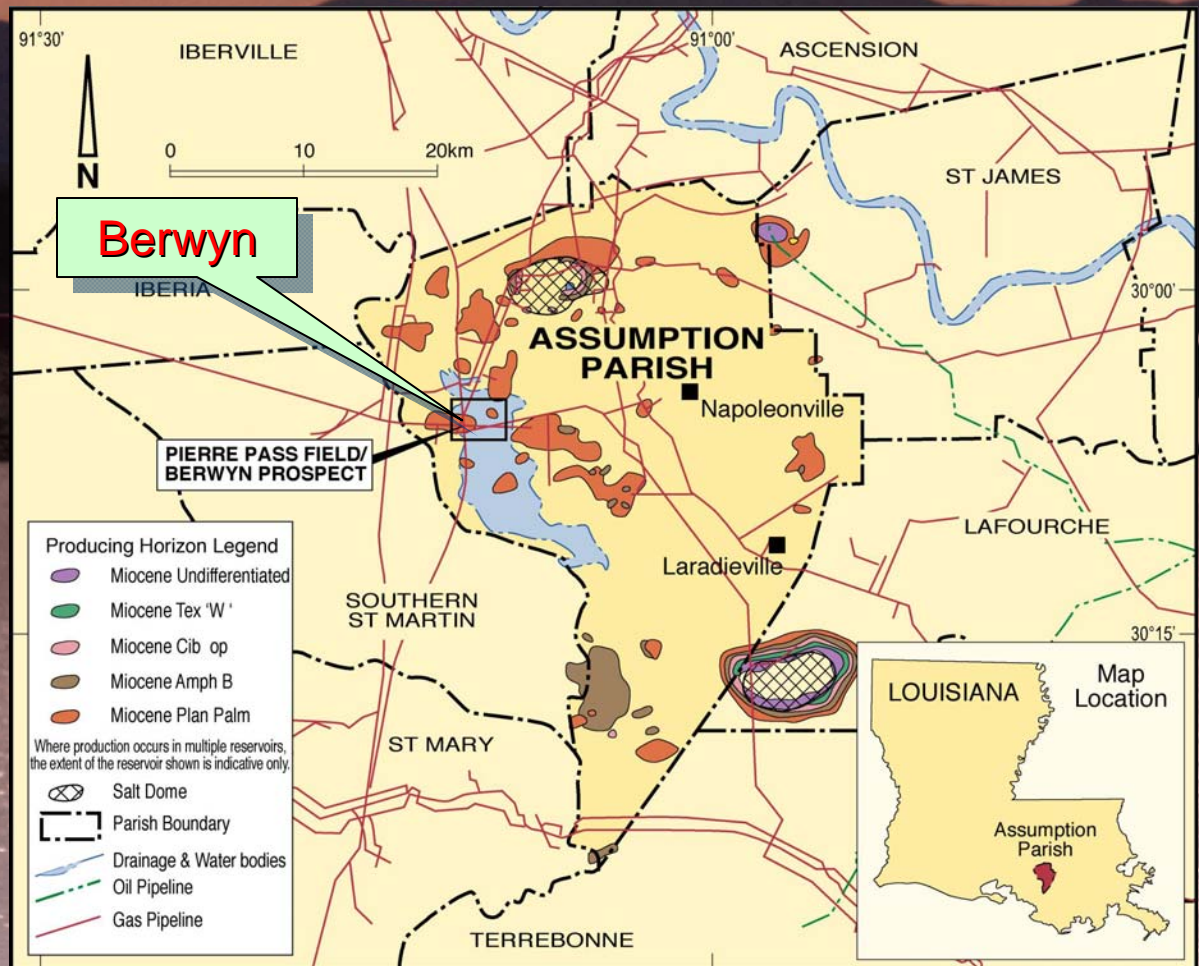 91°30'
IBERVILLE
91°00'
ASCENSION
0 10 20km
N
ST JAMES
Berwyn
IBERIA
30°00'
ASSUMPTION
PARISH
Napoleonville
PIERRE PASS FIELD/
BERWYN PROSPECT
LAFOURCHE
Laradieville
Producing Horizon Legend
Miocene Undifferentiated
Miocene Tex 'W '
Miocene Cib op
Miocene Amph B
Miocene Plan Palm
Where production occurs in multiple reservoirs,
the extent of the reservoir shown is indicative only.
Salt Dome
Parish Boundary
Drainage & Water bodies
Oil Pipeline
Gas Pipeline
SOUTHERN
ST MARTIN
30°15'
ST MARY
TERREBONNE
LOUISIANA
Map
Location
Assumption
Parish